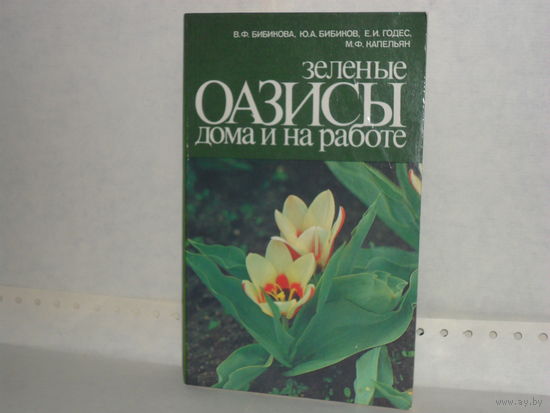 В.Ф. БИБИКОВА, Ю.А. БИБИКОВ, Е.И. ГОДЕС,
М.Ф. КАПЕЛЬЯН
зеленые
ОАЗИСЫ
дома и на работе
www.ay.by